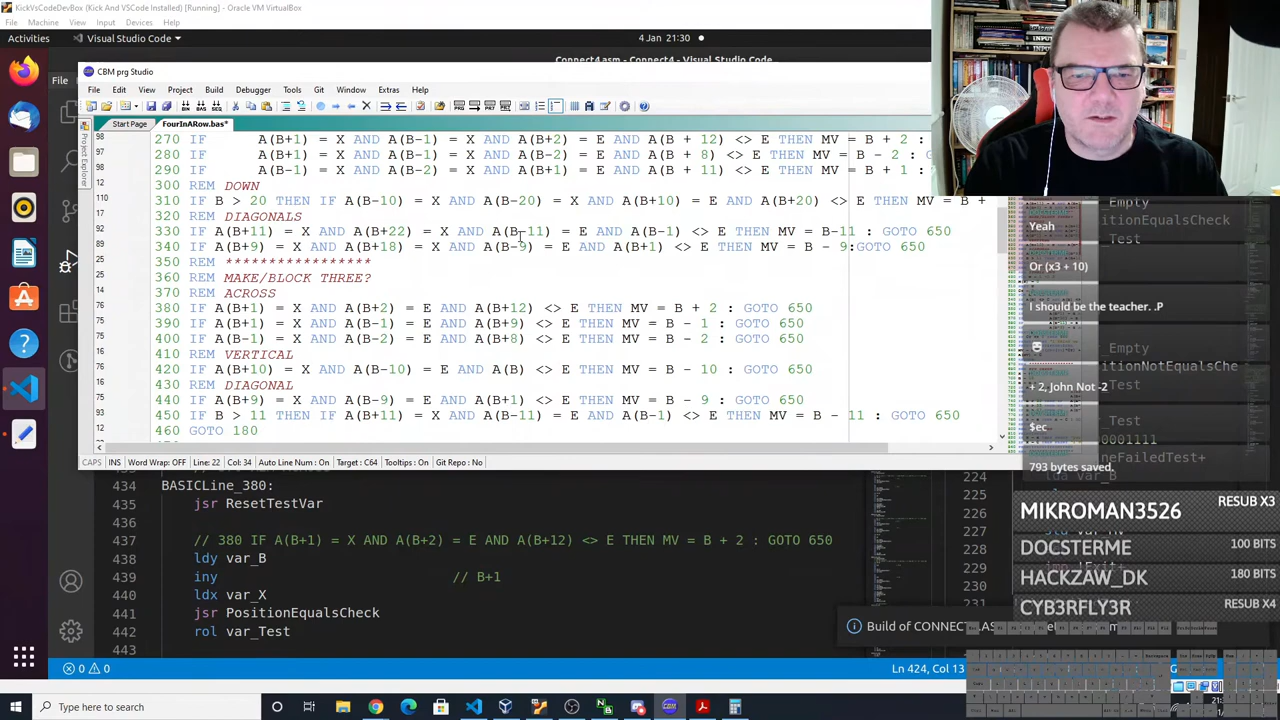 KickVsCodeDevBox (Kick And VSCode Installed) [Running] - Oracle VM VirtualBox
File Machine View Input Devices Help
Activities Visual Studio Code 4 Jan 21:30
Connect4.asm - Connect4 - Visual Studio Code
File
CBM prg Studio
File Edit View Project Build Debugger Tools Git Window Extras Help
Start Page FourInARow.bas*
Project Explorer
270 IF A(B+1) = X AND A(B-1) = X AND A(B+2) = E AND A(B + 12) <> E THEN MV = B + 2 :
280 IF A(B+1) = X AND A(B-1) = X AND A(B-2) = E AND A(B + 8) <> E THEN MV = B - 2 :
290 IF A(B-1) = X AND A(B-2) = X AND A(B+1) = E AND A(B + 11) <> E THEN MV = B + 1 :
300 REM DOWN
310 IF B > 20 THEN IF A(B-10) = X AND A(B-20) = X AND A(B+10) = E AND A(B+20) <> E THEN MV = B +
320 REM DIAGONALS
330 IF A(B+11) = X AND A(B+22) = X AND A(B-11) = E AND A(B-1) <> E THEN MV = B-11 : GOTO 650
340 IF A(B+9) = X AND A(B+18) = X AND A(B-9) = E AND A(B+1) <> E THEN MV = B - 9:GOTO 650
350 REM *****************
360 REM MAKE/BLOCK THREE?
370 REM ACROSS
380 IF A(B+1) = X AND A(B+2) = E AND A(B+12) <> E THEN MV = B + 2 : GOTO 650
390 IF A(B+1) = X AND A(B-1) = E AND A(B+9) <> E THEN MV = B - 1 : GOTO 650
400 IF A(B-1) = X AND A(B-2) = E AND A(B+8) <> E THEN MV = B - 2 : GOTO 650
410 REM VERTICAL
420 IF A(B+10) = X AND A(B-10) = E AND A(B) <> E THEN MV = B - 10 : GOTO 650
430 REM DIAGONAL
440 IF A(B+9) = X AND A(B-9) = E AND A(B+1) <> E THEN MV = B - 9 : GOTO 650
450 IF B > 11 THEN IF A(B+11) = X AND A(B-11) = E AND A(B-1) <> E THEN MV = B - 11 : GOTO 650
460 GOTO 180
CAPS INS Word Wrap: OFF Line: 22 Col: 34 Auto Line Num : On Target: C64 Tooltips : On Git Repo : No
434 BASICLine_380:
435 jsr ResetTestVar
436
437 // 380 IF A(B+1) = X AND A(B+2) = E AND A(B+12) <> E THEN MV = B + 2 : GOTO 650
438 ldy var_B
439 iny // B+1
440 ldx var_X
441 jsr PositionEqualsCheck
442 rol var_Test
643
Yeah
Or (x3 + 10)
I should be the teacher. .P
+ 2, John Not -2
$ec
793 bytes saved.
MIKROMAN3526 RESUB X3
DOCSTERME 100 BITS
HACKZAW_DK 180 BITS
CYB3RFLY3R RESUB X4
Build of CONNECT
0 0
Ln 424, Col 13
Type here to search